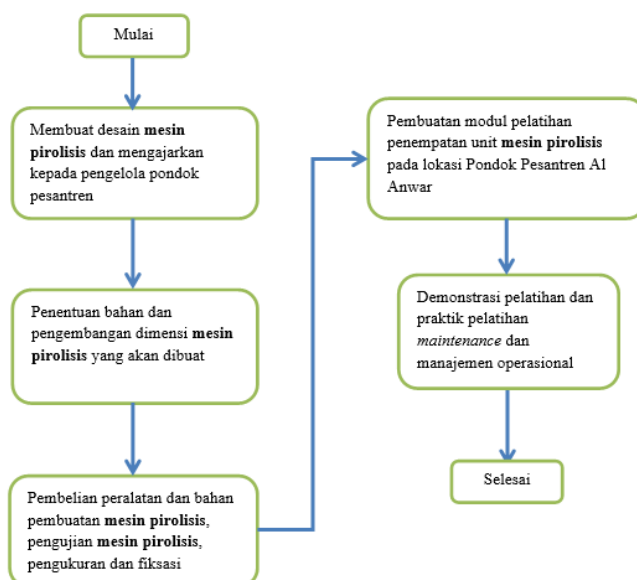 Mulai
Membuat desain mesin
pirolisis dan mengajarkan
kepada pengelola pondok
pesantren
Penentuan bahan dan
pengembangan dimensi mesin
pirolisis yang akan dibuat
Pembelian peralatan dan bahan
pembuatan mesin pirolisis,
pengujian mesin pirolisis,
pengukuran dan fiksasi
Pembuatan modul pelatihan
penempatan unit mesin pirolisis
pada lokasi Pondok Pesantren Al
Anwar
Demonstrasi pelatihan dan
praktik pelatihan
maintenance dan
manajemen operasional
Selesai